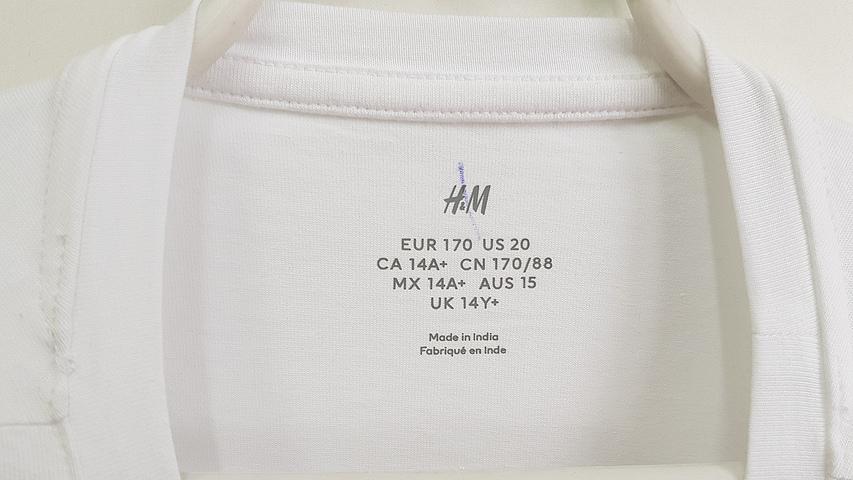 H&M
EUR 170 US 20
CA 14A+ CN 170/88
MX 14A+ AUS 15
UK 14Y+
Made in India
Fabriqué en Inde